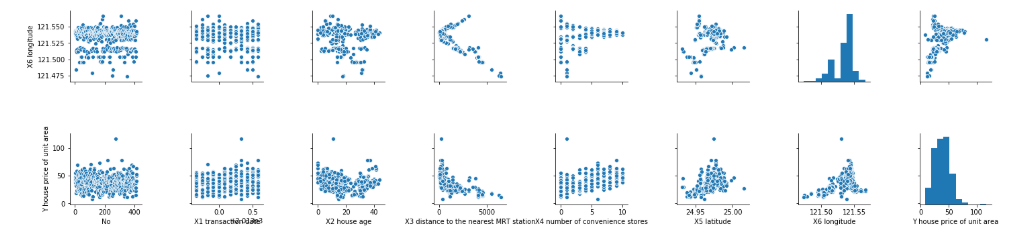 X6 longitude
121.550
121.525
121.500
121.475
Y house price of unit area
100
50
0
0 200 400
0.0 0.5
0 20 40
0 5000
0 5 10
24.95 25.00
121.50 121.55
0 50 100
No
X1 transaction date
+2.013e3
X2 house age
X3 distance to the nearest MRT station
X4 number of convenience stores
X5 latitude
X6 longitude
Y house price of unit area